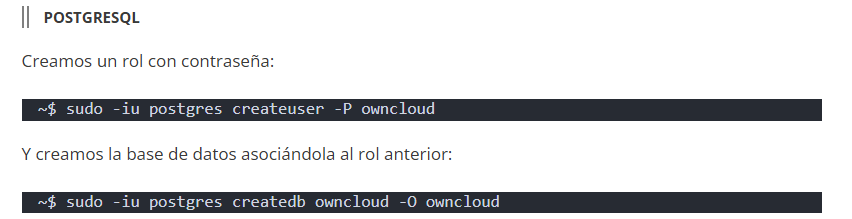 POSTGRESQL
Creamos un rol con contraseña:
~$ sudo -iu postgres createuser -P owncloud
Y creamos la base de datos asociándola al rol anterior:
~$ sudo -iu postgres createdb owncloud -O owncloud